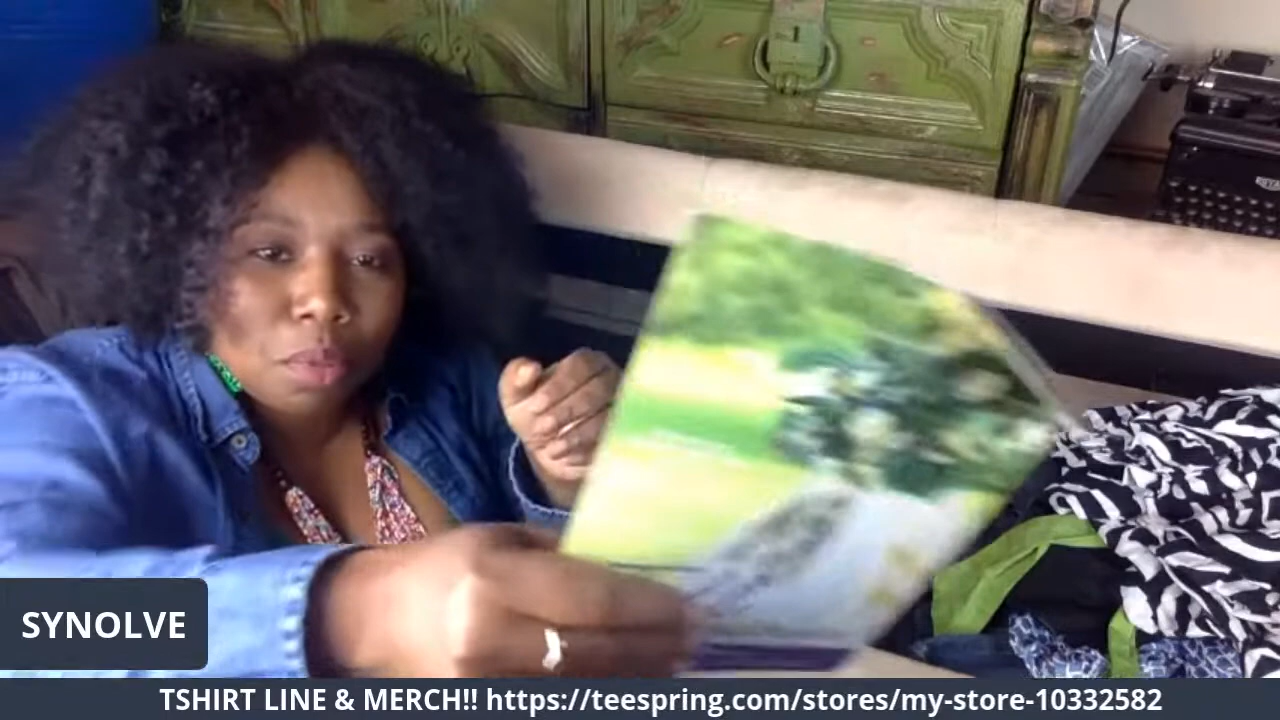 SYNOLVE
TSHIRT LINE & MERCH!! https://teespring.com/stores/my-store-10332582